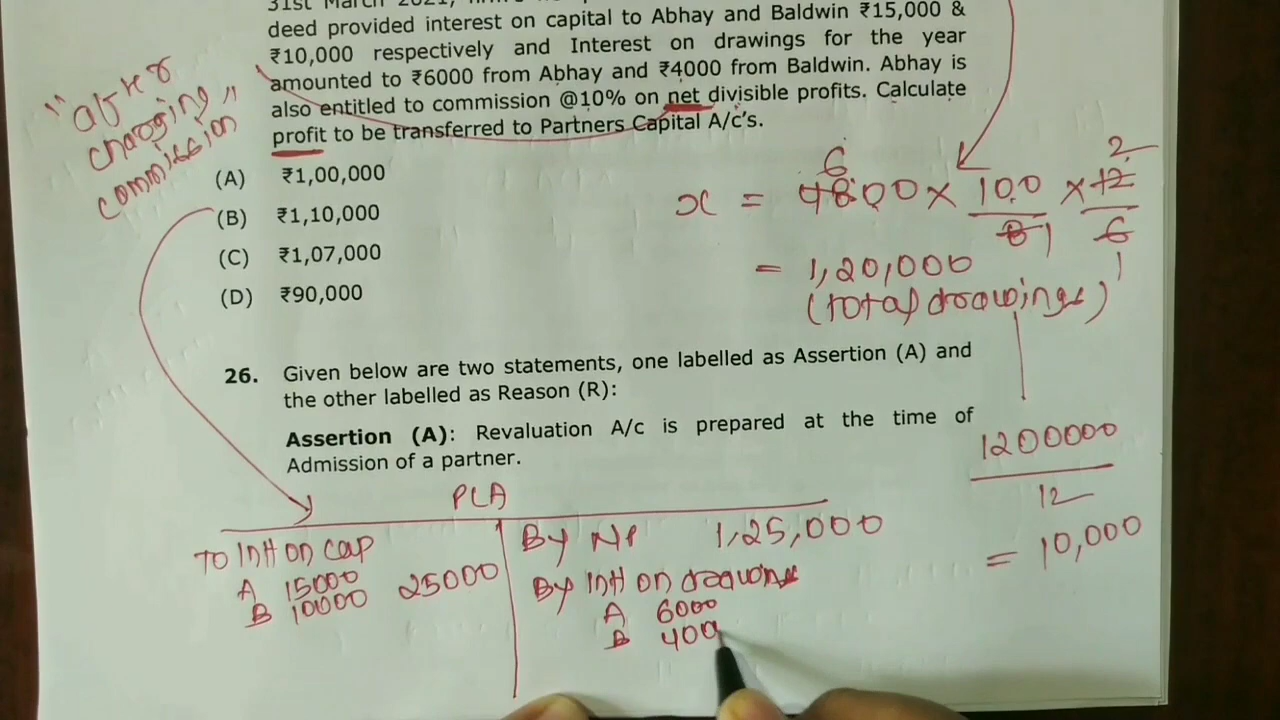 deed provided interest on capital to Abhay and Baldwin ₹15,000 &
₹10,000 respectively and Interest on drawings for the year
amounted to ₹6000 from Abhay and ₹4000 from Baldwin. Abhay is
also entitled to commission @10% on net divisible profits. Calculate
profit to be transferred to Partners Capital A/c's.
"after
charging"
commission
(A) ₹1,00,000
(B) ₹1,10,000
(C) ₹1,07,000
(D) ₹90,000
6 2
x = 4800 × 100 × 12
8 1 6
1
= 1,20,000
(total drawings)
1200000
12
= 10,000
26. Given below are two statements, one labelled as Assertion (A) and
the other labelled as Reason (R):
Assertion (A): Revaluation A/c is prepared at the time of
Admission of a partner.
PLA
To Int on cap
A 15000
B 10000 25000
By NP 1,25,000
By Int on drawings
A 6000
B 400